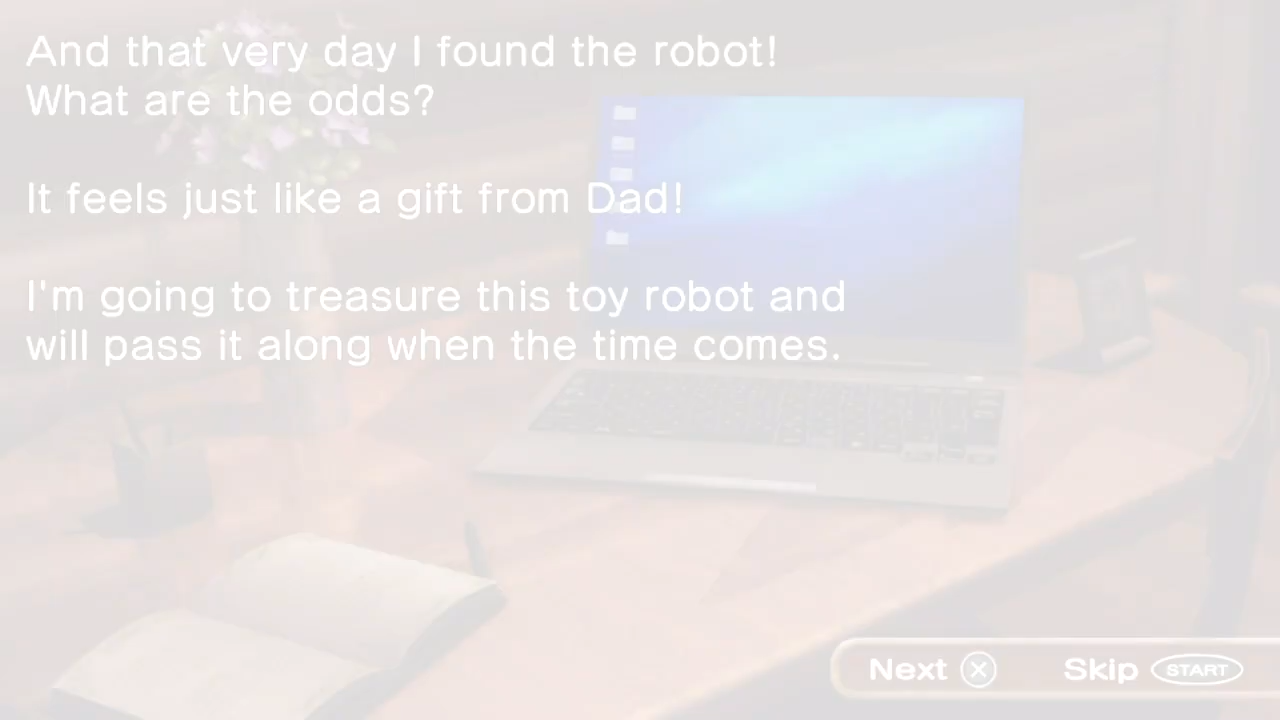 And that very day I found the robot!
What are the odds?
It feels just like a gift from Dad!
I'm going to treasure this toy robot and
will pass it along when the time comes.
Next Skip START